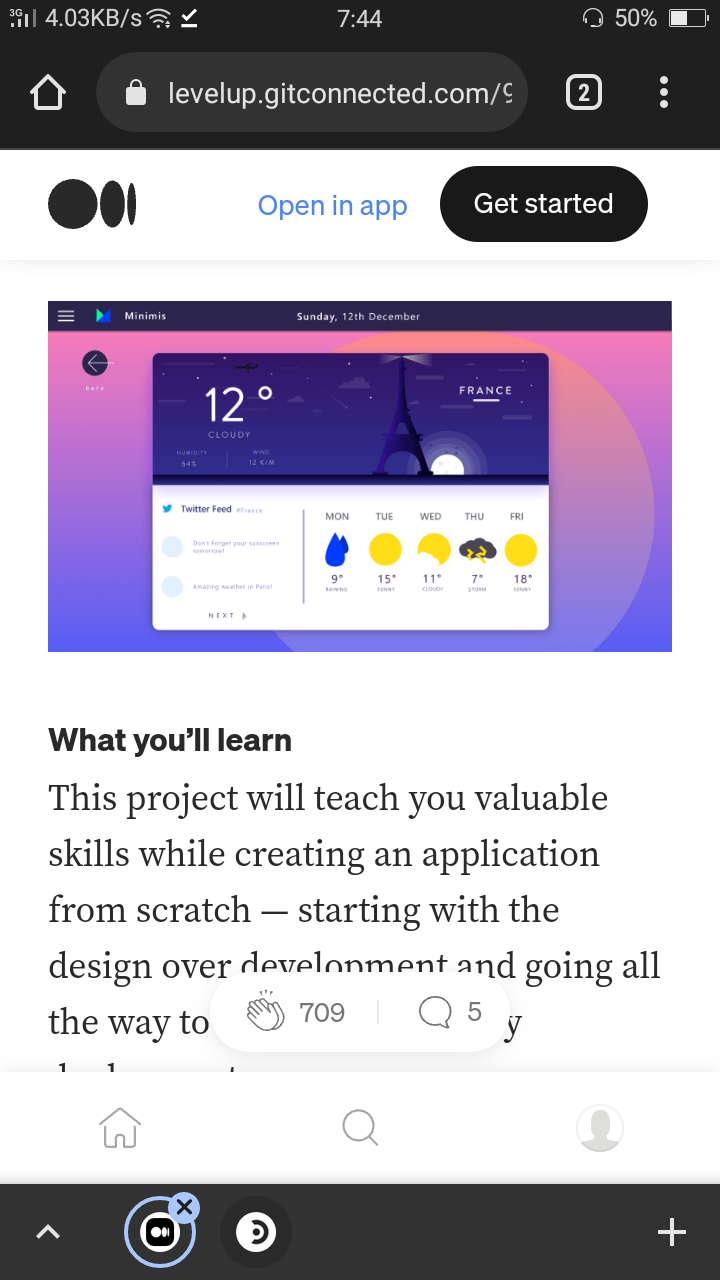 3G 4.03KB/s 7:44 50%
levelup.gitconnected.com/9
2
Open in app Get started
Minimis Sunday, 12th December
BACK
12°
CLOUDY
FRANCE
HUMIDITY WIND
64% 12 K/M
Twitter Feed #France
Don't Forget your sunscreen
tomorrow!
Amazing weather in Paris!
NEXT
MON TUE WED THU FRI
9° 15° 11° 7° 18°
RAINING SUNNY CLOUDY STORM SUNNY
What you'll learn
This project will teach you valuable
skills while creating an application
from scratch — starting with the
design over development and going all
the way to y
709 5